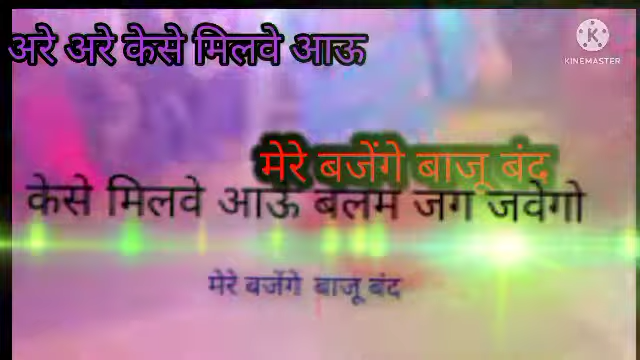 अरे अरे केसे मिलवे आऊ
KINEMASTER
मेरे बजेंगे बाजू बंद
केसे मिलवे आऊ बलम जग जवेगो
मेरे बजेंगे बाजू बंद